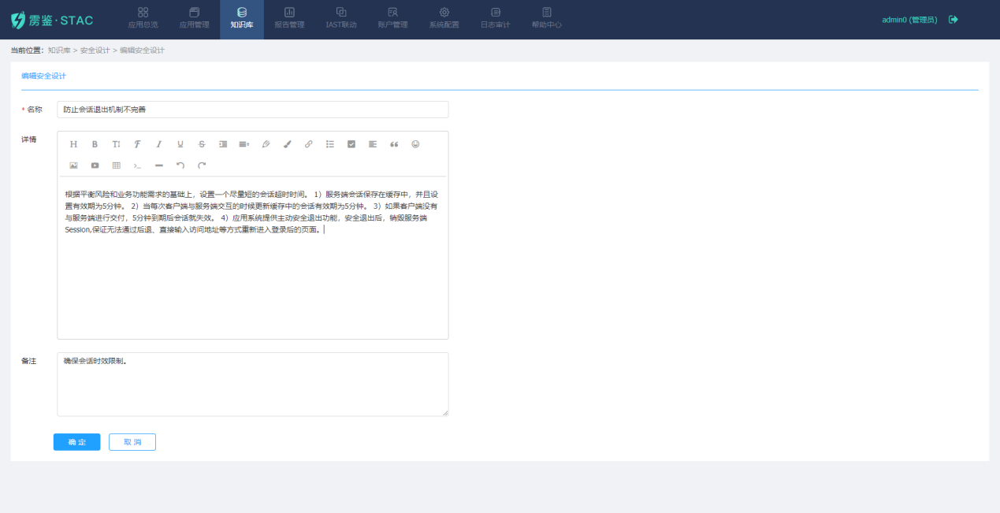 雳鉴·STAC
应用总览
应用管理
知识库
报告管理
IAST联动
账户管理
系统配置
日志审计
帮助中心
admin0 (管理员)
当前位置：知识库 > 安全设计 > 编辑安全设计
编辑安全设计
* 名称
防止会话退出机制不完善
详情
根据平衡风险和业务功能需求的基础上，设置一个尽量短的会话超时时间。 1）服务端会话保存在缓存中，并且设
置有效期为5分钟。 2）当每次客户端与服务端交互的时候更新缓存中的会话有效期为5分钟。 3）如果客户端没有
与服务端进行交付，5分钟到期后会话就失效。 4）应用系统提供主动安全退出功能，安全退出后，销毁服务端
Session,保证无法通过后退、直接输入访问地址等方式重新进入登录后的页面。
备注
确保会话时效限制。
确 定
取 消